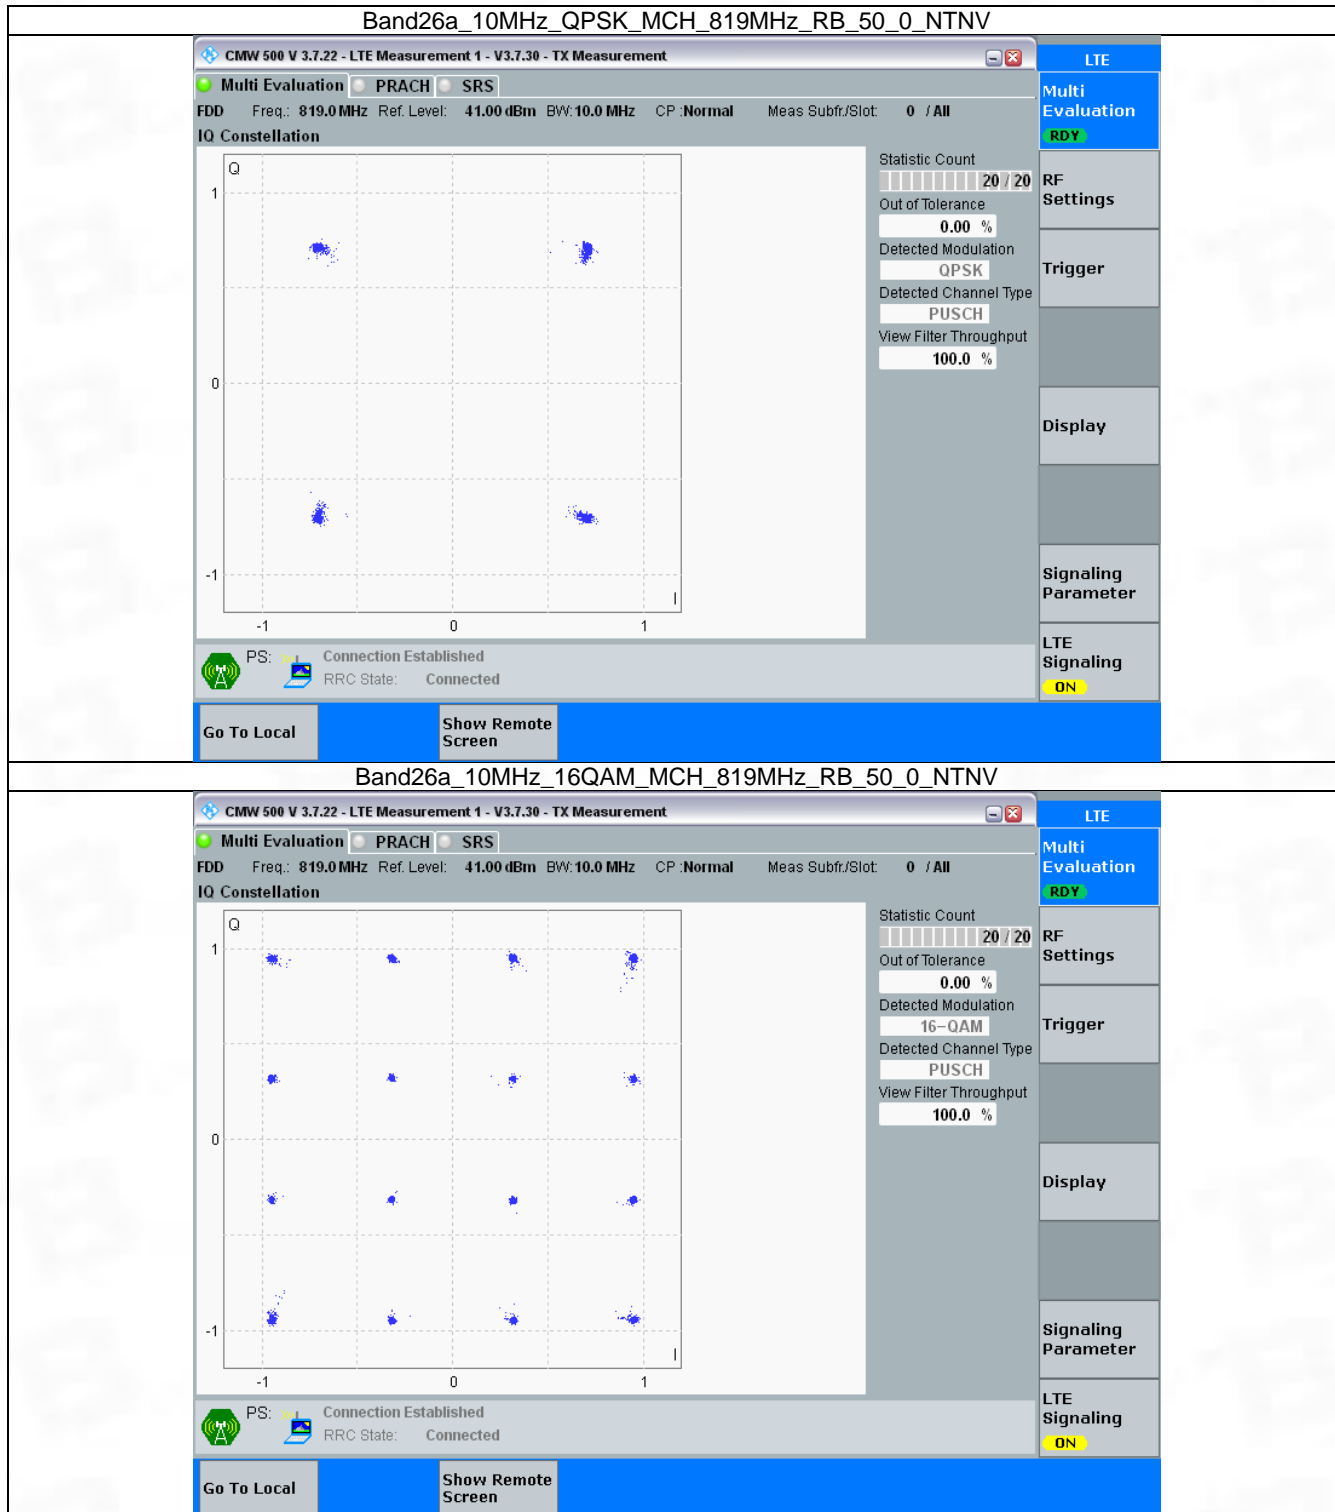 Band26a_10MHz_QPSK_MCH_819MHz_RB_50_0_NTNV
CMW 500 V 3.7.22 - LTE Measurement 1 - V3.7.30 - TX Measurement
LTE
Multi Evaluation PRACH SRS
Multi
Evaluation
RDY
FDD Freq.: 819.0 MHz Ref. Level: 41.00 dBm BW: 10.0 MHz CP :Normal Meas Subfr./Slot: 0 / All
IQ Constellation
Q
1
0
-1
I
-1 0 1
Statistic Count
20 / 20
Out of Tolerance
0.00 %
Detected Modulation
QPSK
Detected Channel Type
PUSCH
View Filter Throughput
100.0 %
RF
Settings
Trigger
Display
Signaling
Parameter
LTE
Signaling
ON
PS: Connection Established
RRC State: Connected
Go To Local
Show Remote
Screen
Band26a_10MHz_16QAM_MCH_819MHz_RB_50_0_NTNV
CMW 500 V 3.7.22 - LTE Measurement 1 - V3.7.30 - TX Measurement
LTE
Multi Evaluation PRACH SRS
Multi
Evaluation
RDY
FDD Freq.: 819.0 MHz Ref. Level: 41.00 dBm BW: 10.0 MHz CP :Normal Meas Subfr./Slot: 0 / All
IQ Constellation
Q
1
0
-1
I
-1 0 1
Statistic Count
20 / 20
Out of Tolerance
0.00 %
Detected Modulation
16-QAM
Detected Channel Type
PUSCH
View Filter Throughput
100.0 %
RF
Settings
Trigger
Display
Signaling
Parameter
LTE
Signaling
ON
PS: Connection Established
RRC State: Connected
Go To Local
Show Remote
Screen